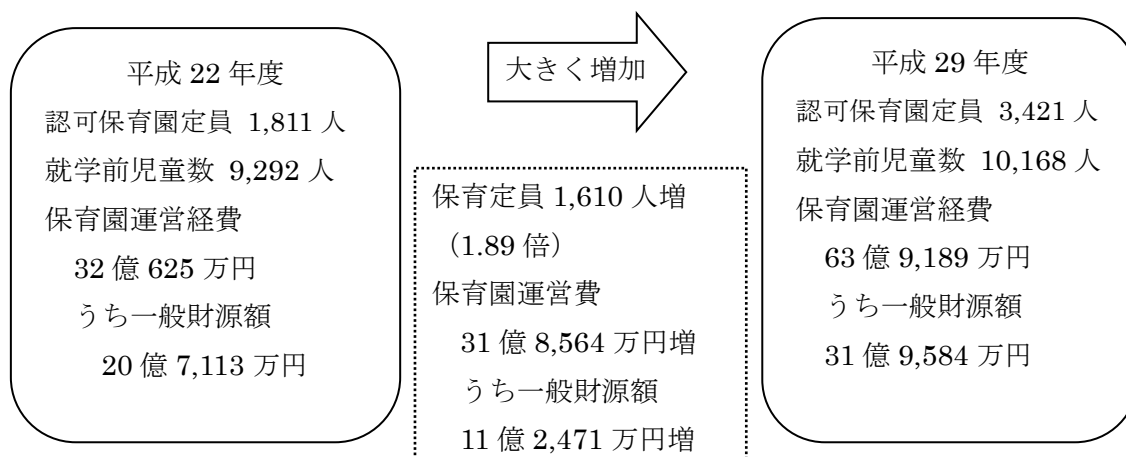 平成 22 年度
認可保育園定員 1,811 人
就学前児童数 9,292 人
保育園運営経費
32 億 625 万円
うち一般財源額
20 億 7,113 万円
大きく増加
保育定員 1,610 人増
（1.89 倍）
保育園運営費
31 億 8,564 万円増
うち一般財源額
11 億 2,471 万円増
平成 29 年度
認可保育園定員 3,421 人
就学前児童数 10,168 人
保育園運営経費
63 億 9,189 万円
うち一般財源額
31 億 9,584 万円